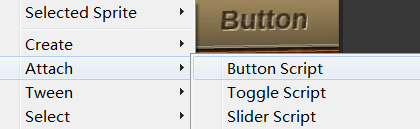 Selected Sprite
Button
Create
Attach
Button Script
Tween
Toggle Script
Select
Slider Script